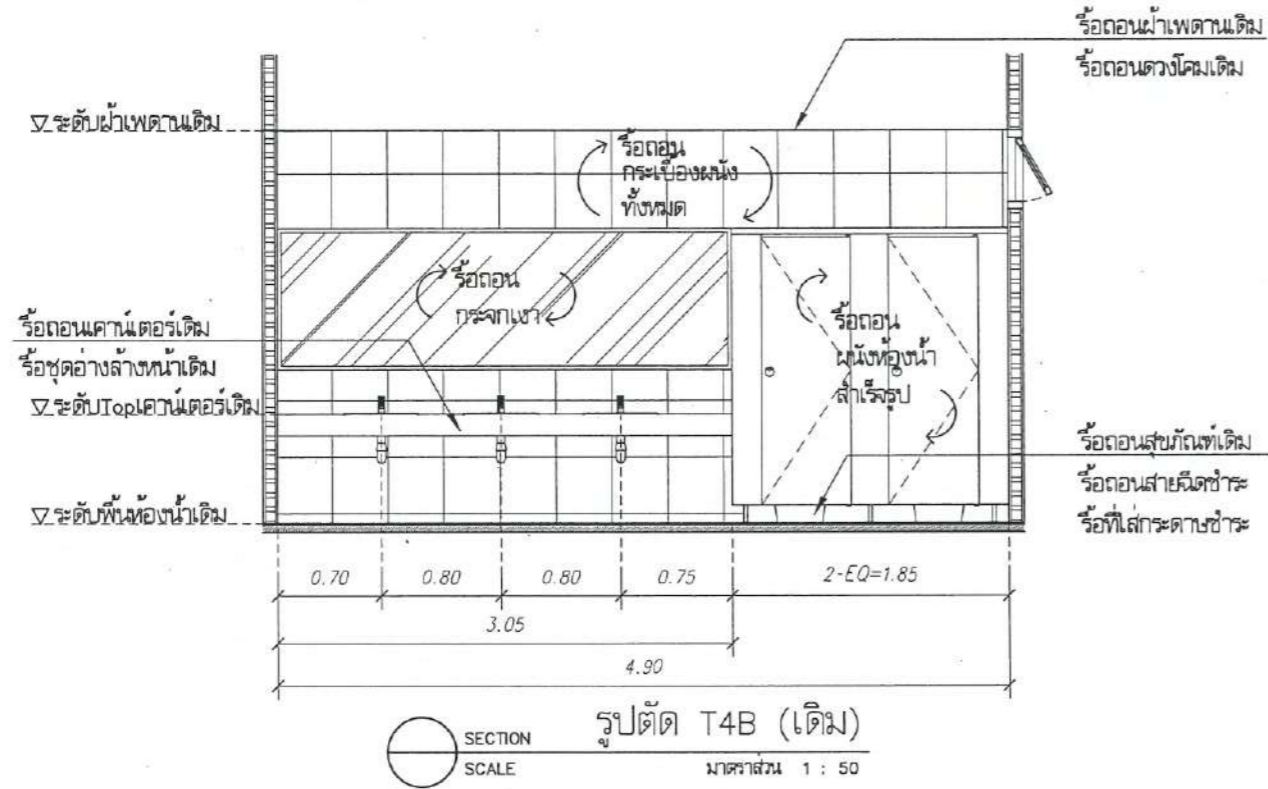 รื้อถอนฝ้าเพดานเดิม
รื้อถอนดวงโคมเดิม
ระดับฝ้าเพดานเดิม
รื้อถอน
กระเบื้องผนัง
ทั้งหมด
รื้อถอน
กระจกเงา
รื้อถอน
ผนังห้องน้ำ
สำเร็จรูป
รื้อถอนเคาน์เตอร์เดิม
รื้อชุดอ่างล้างหน้าเดิม
ระดับTopเคาน์เตอร์เดิม
ระดับพื้นห้องน้ำเดิม
รื้อถอนสุขภัณฑ์เดิม
รื้อถอนสายฉีดชำระ
รื้อที่ใส่กระดาษชำระ
0.70 0.80 0.80 0.75 2-EQ=1.85
3.05
4.90
SECTION รูปตัด T4B (เดิม)
SCALE มาตราส่วน 1 : 50